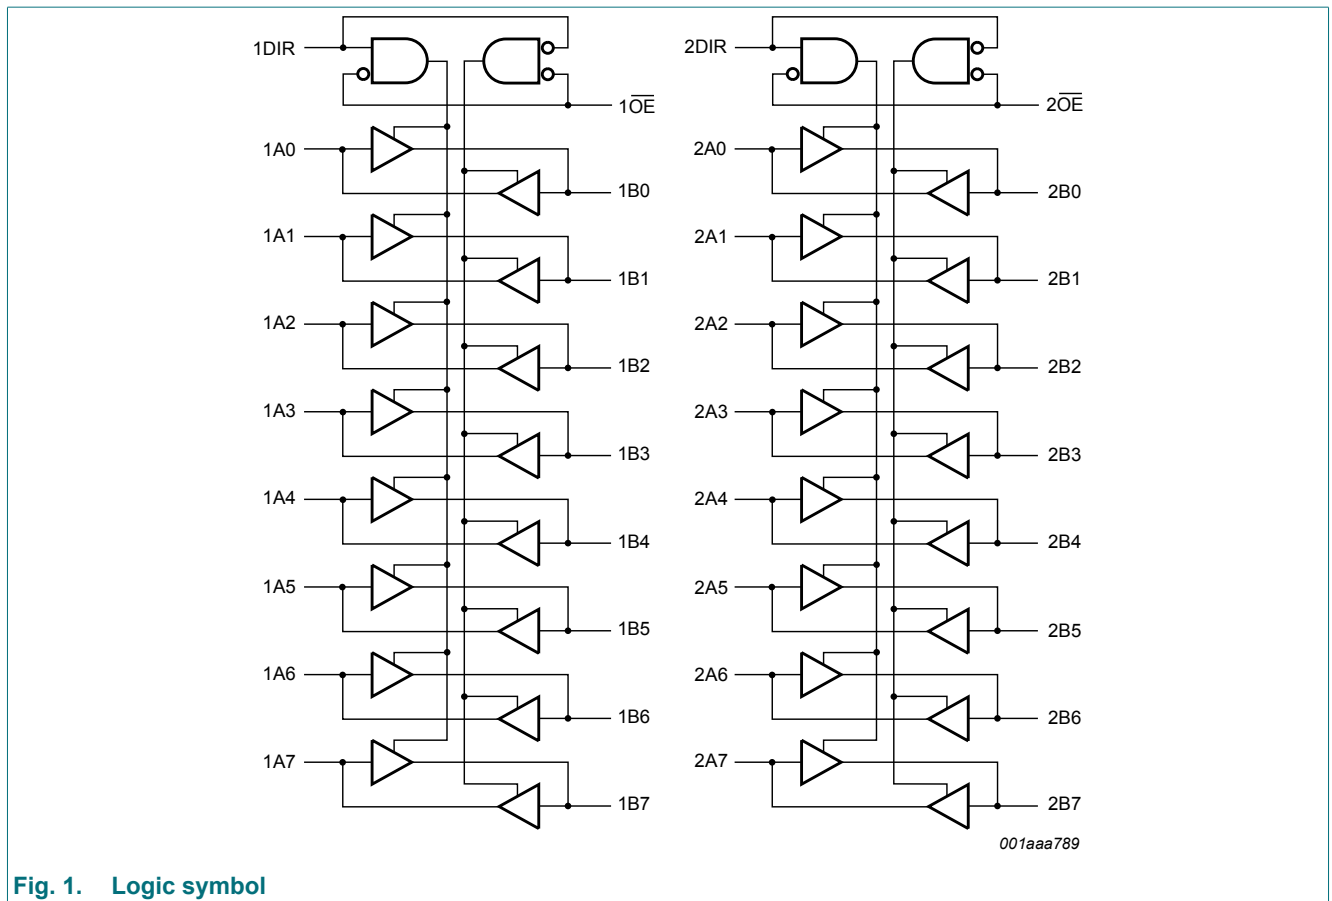 1DIR 2DIR
1O̅E̅ 2O̅E̅
1A0 2A0
1B0 2B0
1A1 2A1
1B1 2B1
1A2 2A2
1B2 2B2
1A3 2A3
1B3 2B3
1A4 2A4
1B4 2B4
1A5 2A5
1B5 2B5
1A6 2A6
1B6 2B6
1A7 2A7
1B7 2B7
001aaa789
Fig. 1. Logic symbol